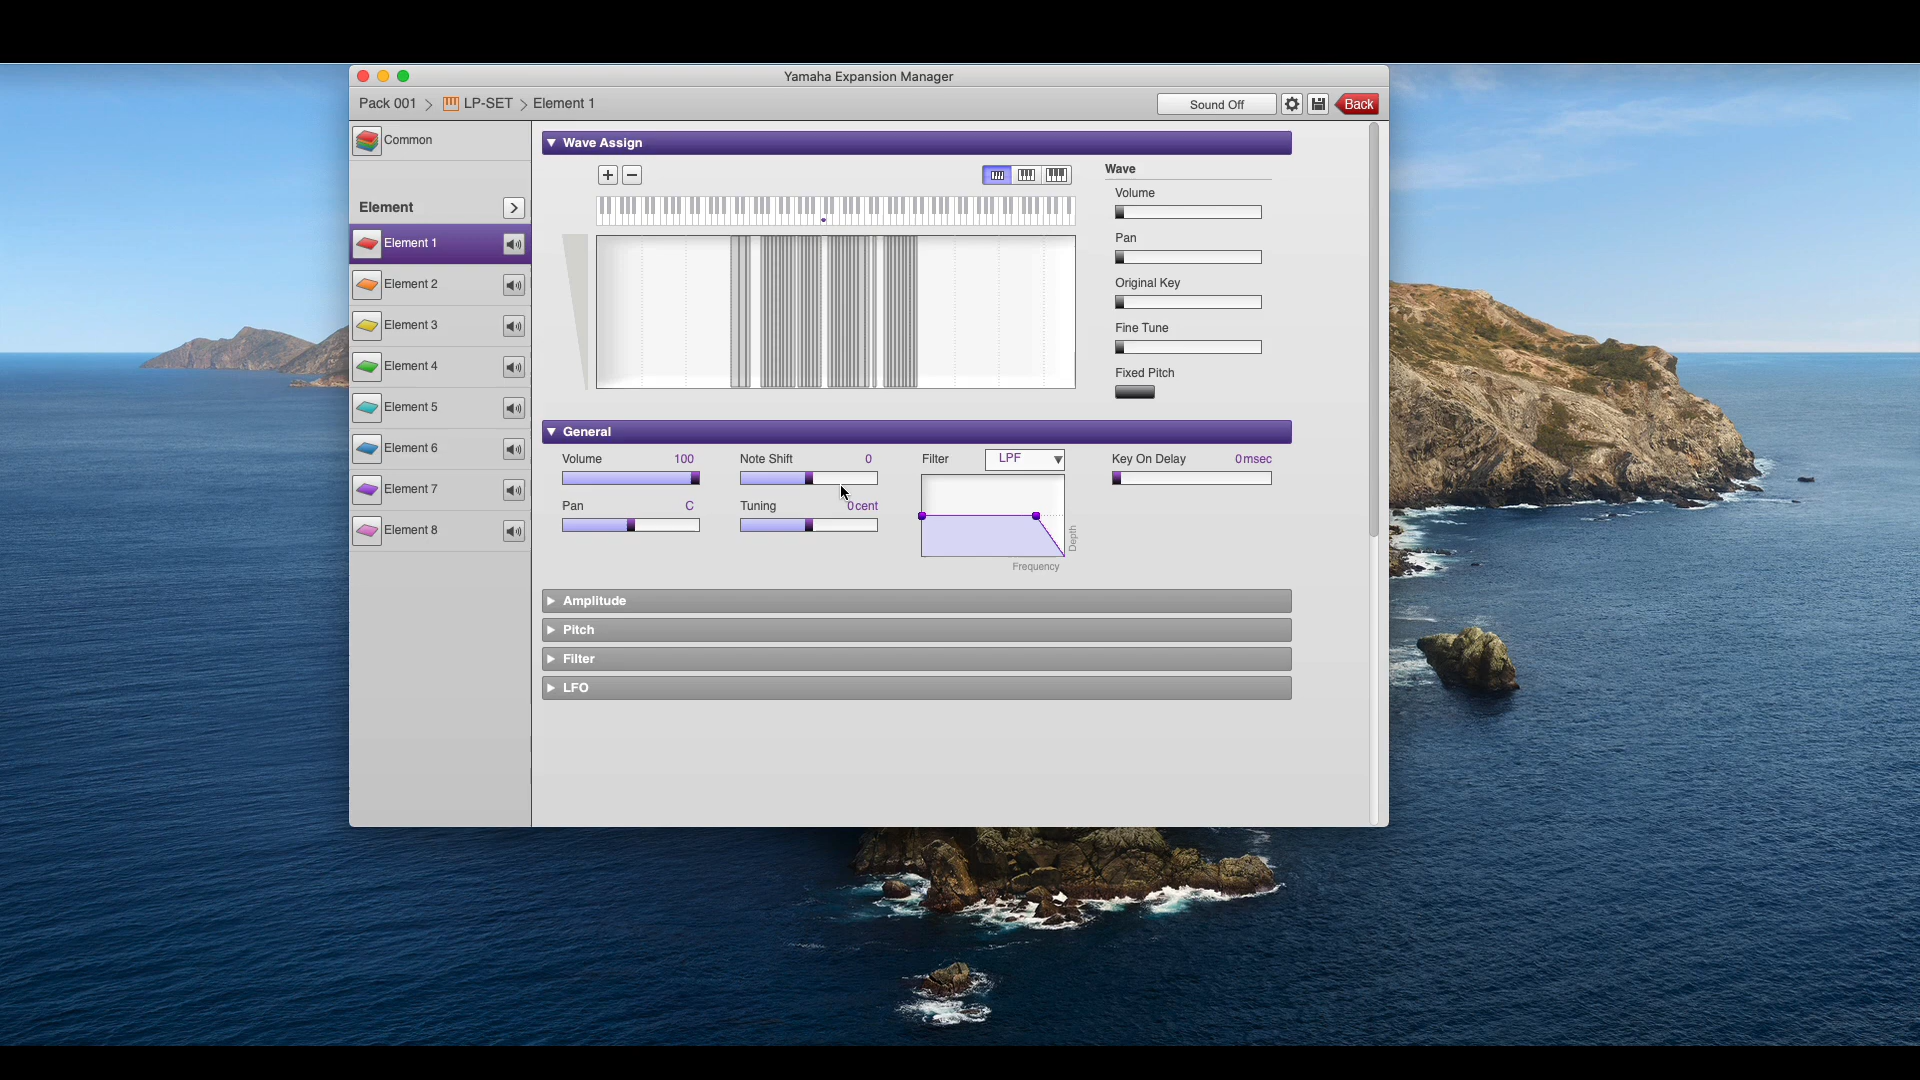 Yamaha Expansion Manager
Pack 001 > LP-SET > Element 1
Sound Off
Back
Common
Element
Element 1
Element 2
Element 3
Element 4
Element 5
Element 6
Element 7
Element 8
Wave Assign
Wave
Volume
Pan
Original Key
Fine Tune
Fixed Pitch
General
Volume 100
Pan C
Note Shift 0
Tuning 0cent
Filter LPF
Depth
Frequency
Key On Delay 0msec
Amplitude
Pitch
Filter
LFO